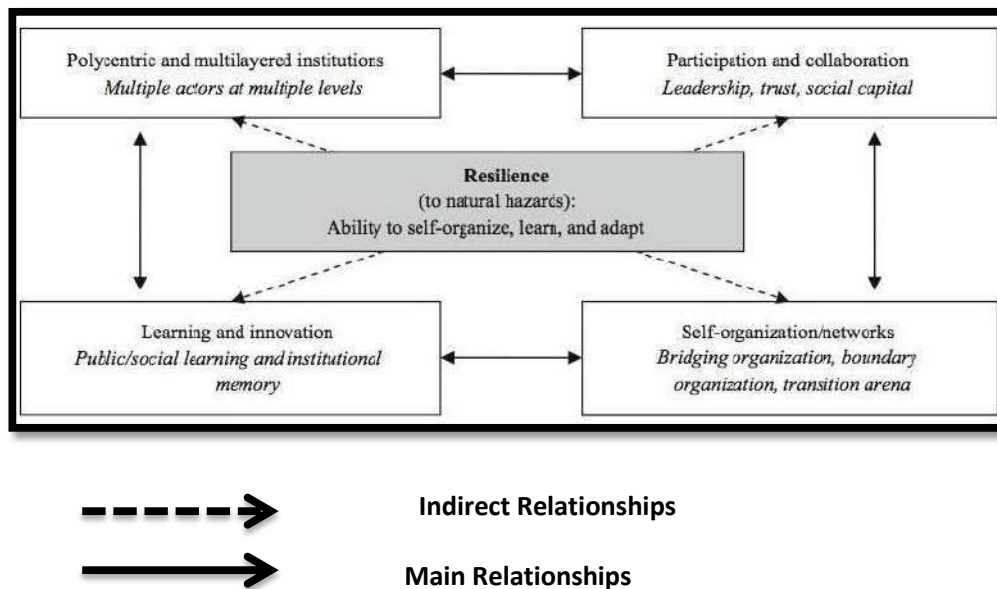 Polycentric and multilayered institutions
Multiple actors at multiple levels
Participation and collaboration
Leadership, trust, social capital
Resilience
(to natural hazards):
Ability to self-organize, learn, and adapt
Learning and innovation
Public/social learning and institutional
memory
Self-organization/networks
Bridging organization, boundary
organization, transition arena
Indirect Relationships
Main Relationships